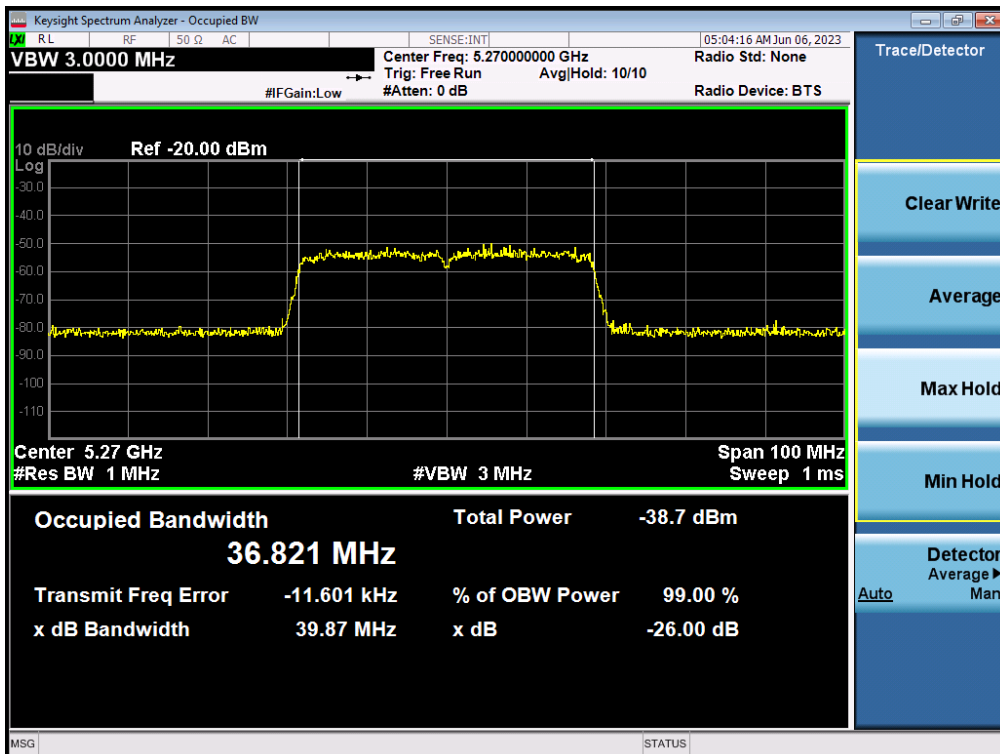 Keysight Spectrum Analyzer - Occupied BW
LXI RL RF 50 Ω AC SENSE:INT 05:04:16 AM Jun 06, 2023
VBW 3.0000 MHz
Center Freq: 5.270000000 GHz
Radio Std: None
Trig: Free Run Avg|Hold: 10/10
#IFGain:Low
#Atten: 0 dB
Radio Device: BTS
Trace/Detector
10 dB/div Ref -20.00 dBm
Log
-30.0
-40.0
-50.0
-60.0
-70.0
-80.0
-90.0
-100
-110
Center 5.27 GHz Span 100 MHz
#Res BW 1 MHz #VBW 3 MHz Sweep 1 ms
Occupied Bandwidth Total Power -38.7 dBm
36.821 MHz
Transmit Freq Error -11.601 kHz % of OBW Power 99.00 %
x dB Bandwidth 39.87 MHz x dB -26.00 dB
Clear Write
Average
Max Hold
Min Hold
Detector
Average
Auto Man
MSG STATUS